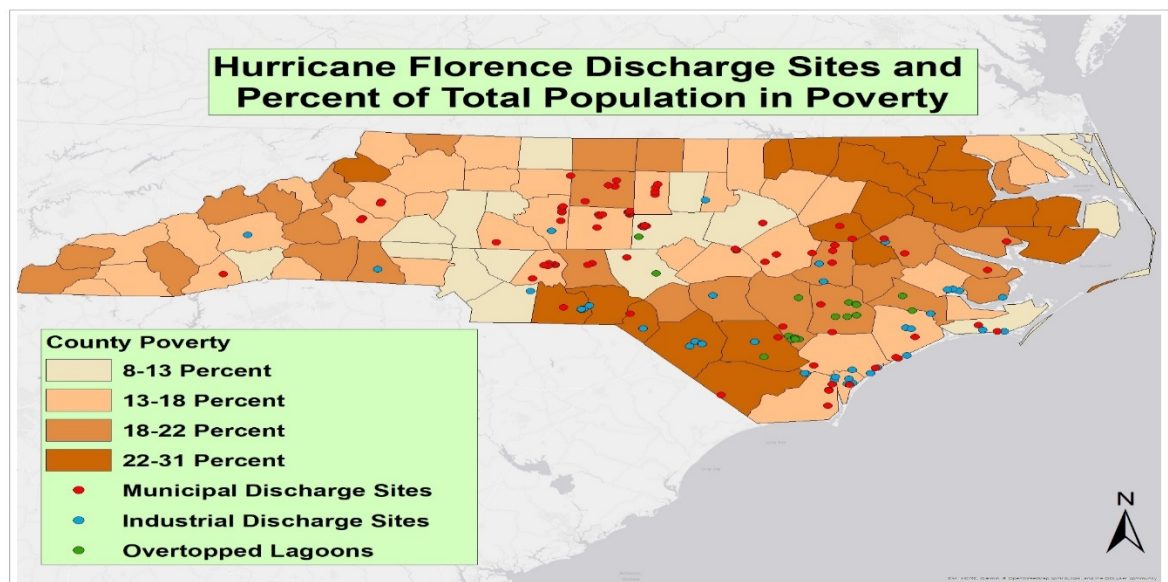 Hurricane Florence Discharge Sites and
Percent of Total Population in Poverty
County Poverty
8-13 Percent
13-18 Percent
18-22 Percent
22-31 Percent
Municipal Discharge Sites
Industrial Discharge Sites
Overtopped Lagoons
N